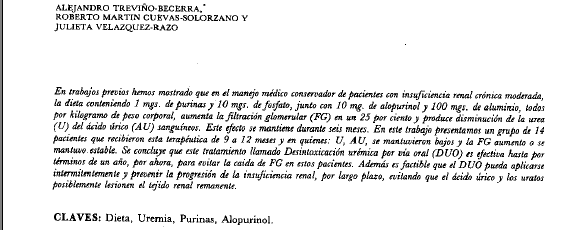 ALEJANDRO TREVIÑO-BECERRA,*
ROBERTO MARTIN CUEVAS-SOLORZANO Y
JULIETA VELAZQUEZ-RAZO
En trabajos previos hemos mostrado que en el manejo médico conservador de pacientes con insuficiencia renal crónica moderada,
la dieta conteniendo 1 mgs. de purinas y 10 mgs. de fosfato, junto con 10 mg. de alopurinol y 100 mgs. de aluminio, todos
por kilogramo de peso corporal, aumenta la filtración glomerular (FG) en un 25 por ciento y produce disminución de la urea
(U) del ácido úrico (AU) sanguíneos. Este efecto se mantiene durante seis meses. En este trabajo presentamos un grupo de 14
pacientes que recibieron esta terapéutica de 9 a 12 meses y en quienes: U, AU, se mantuvieron bajos y la FG aumento o se
mantuvo estable. Se concluye que este tratamiento llamado Desintoxicación urémica por vía oral (DUO) es efectiva hasta por
términos de un año, por ahora, para evitar la caida de FG en estos pacientes. Además es factible que el DUO pueda aplicarse
intermitentemente y prevenir la progresión de la insuficiencia renal, por largo plazo, evitando que el ácido úrico y los uratos
posiblemente lesionen el tejido renal remanente.
CLAVES: Dieta, Uremia, Purinas, Alopurinol.